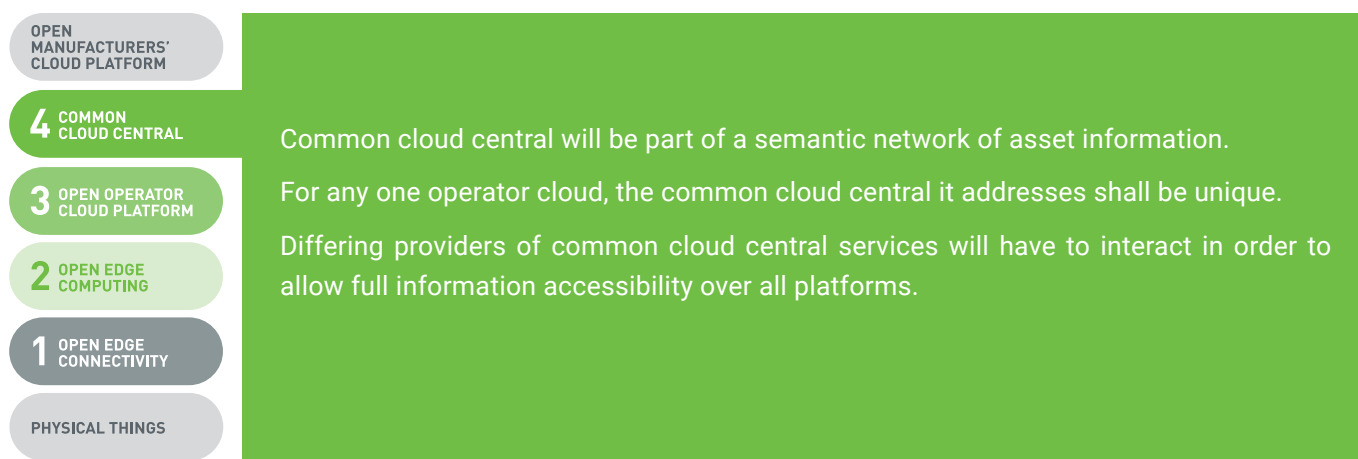 OPEN
MANUFACTURERS’
CLOUD PLATFORM
4 COMMON
CLOUD CENTRAL
3 OPEN OPERATOR
CLOUD PLATFORM
2 OPEN EDGE
COMPUTING
1 OPEN EDGE
CONNECTIVITY
PHYSICAL THINGS
Common cloud central will be part of a semantic network of asset information.
For any one operator cloud, the common cloud central it addresses shall be unique.
Differing providers of common cloud central services will have to interact in order to
allow full information accessibility over all platforms.